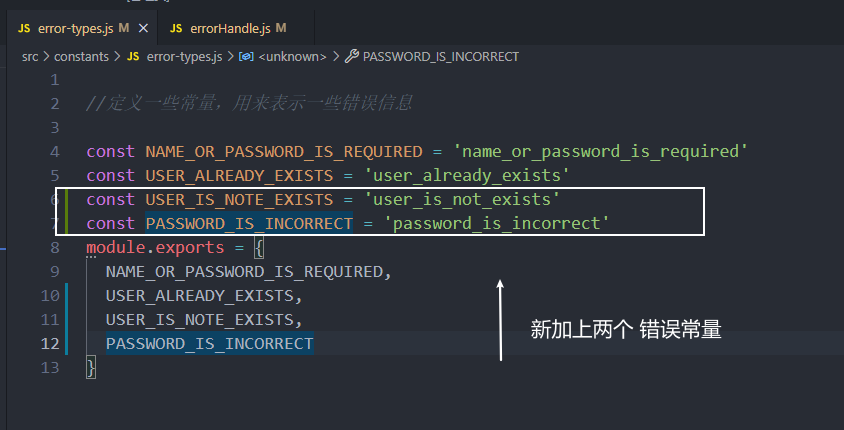 JS error-types.js M × JS errorHandle.js M
src > constants > JS error-types.js > <unknown> > PASSWORD_IS_INCORRECT
1
2 //定义一些常量，用来表示一些错误信息
3
4 const NAME_OR_PASSWORD_IS_REQUIRED = 'name_or_password_is_required'
5 const USER_ALREADY_EXISTS = 'user_already_exists'
6 const USER_IS_NOTE_EXISTS = 'user_is_not_exists'
7 const PASSWORD_IS_INCORRECT = 'password_is_incorrect'
8 module.exports = {
9 NAME_OR_PASSWORD_IS_REQUIRED,
10 USER_ALREADY_EXISTS,
11 USER_IS_NOTE_EXISTS,
12 PASSWORD_IS_INCORRECT
13 }
新加上两个 错误常量